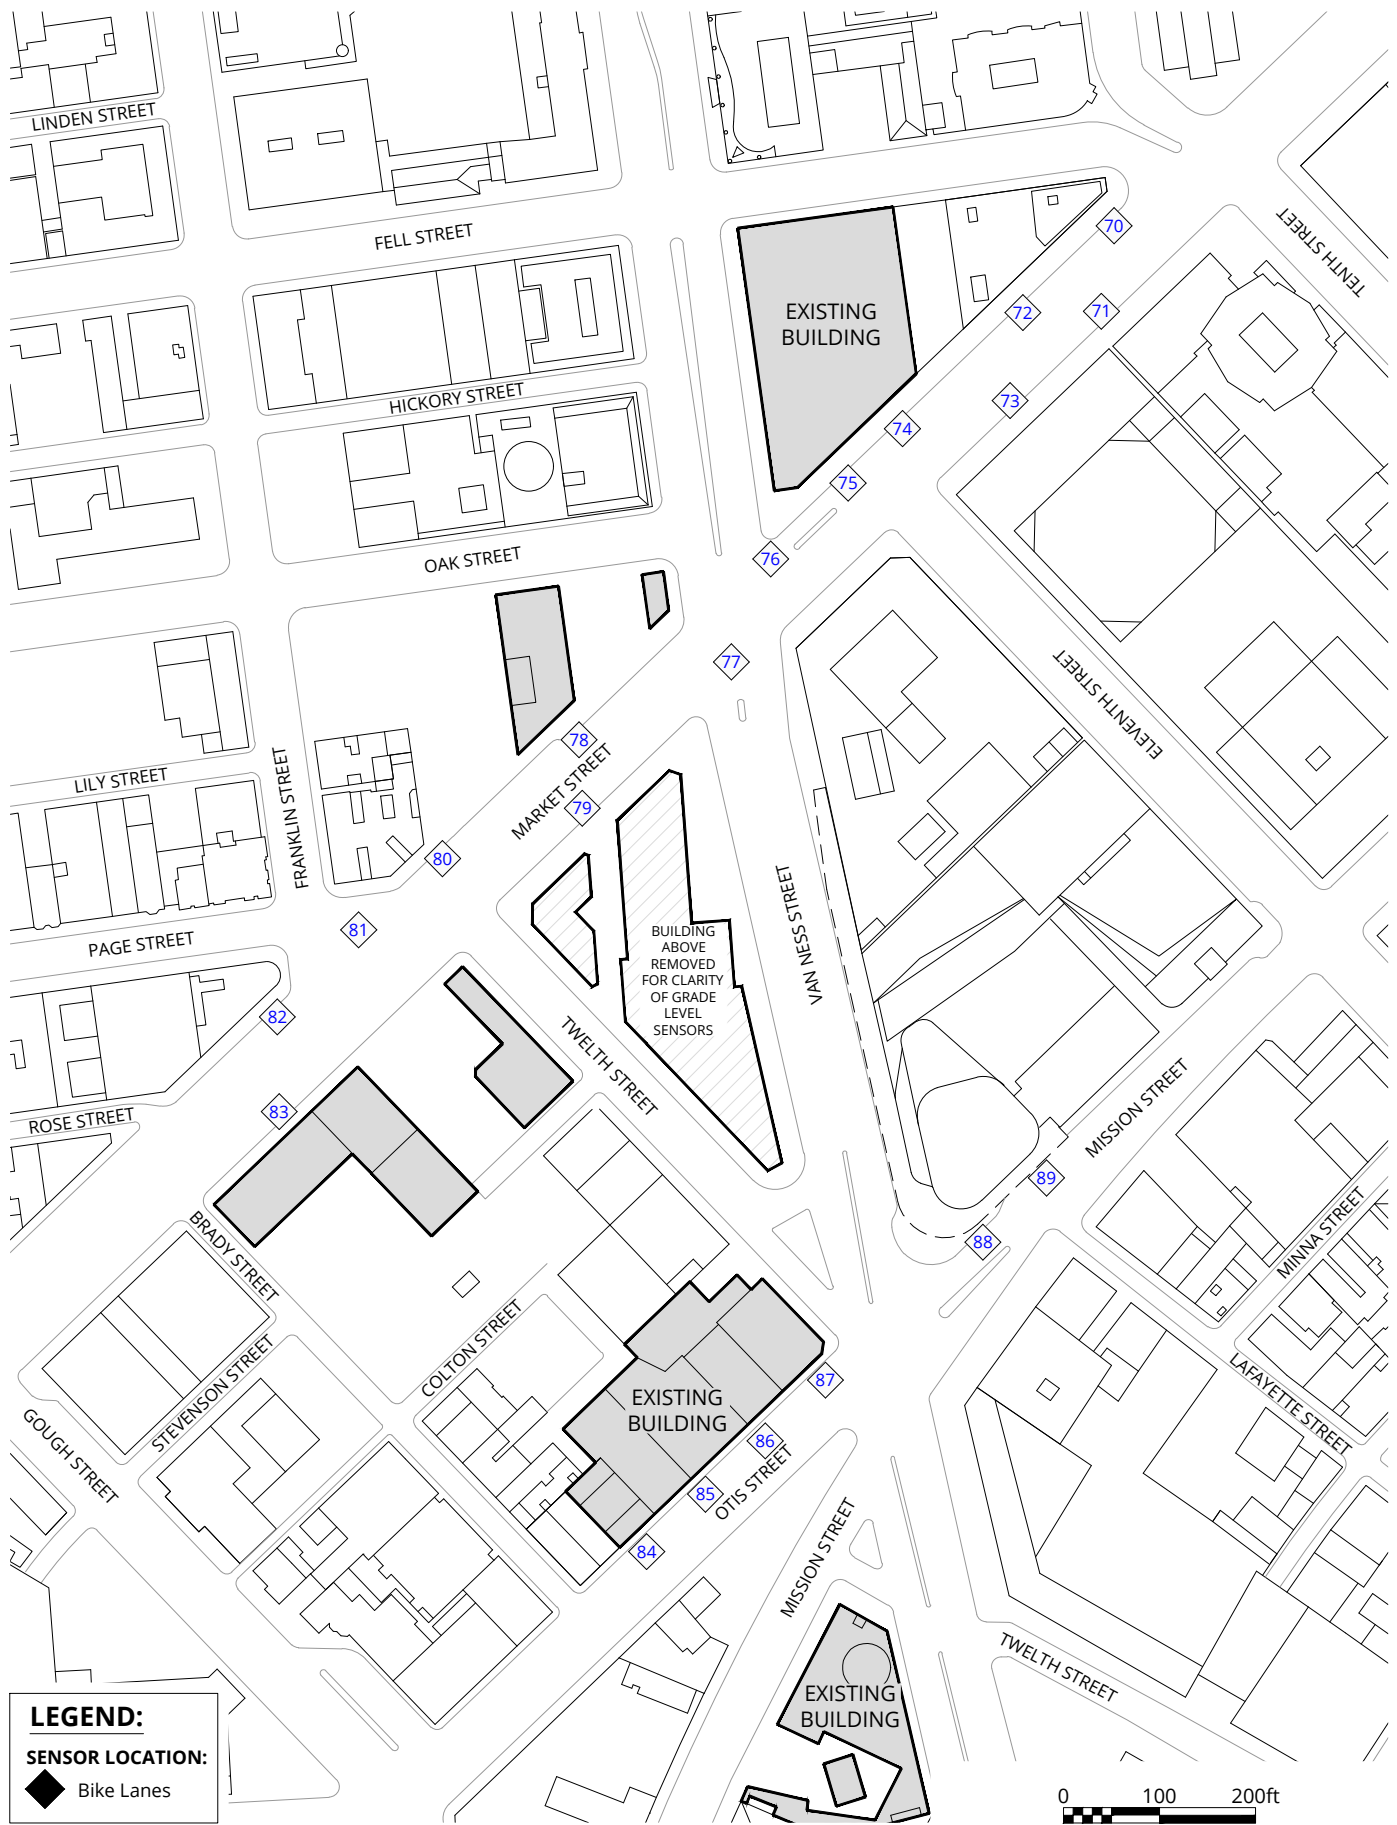 LINDEN STREET
FELL STREET
TENTH STREET
70
71
72
EXISTING
BUILDING
HICKORY STREET
73
74
75
OAK STREET
76
77
ELEVENTH STREET
78
MARKET STREET
79
LILY STREET
FRANKLIN STREET
80
VAN NESS STREET
81
PAGE STREET
BUILDING
ABOVE
REMOVED
FOR CLARITY
OF GRADE
LEVEL
SENSORS
82
TWELTH STREET
83
ROSE STREET
MISSION STREET
89
BRADY STREET
88
MINNA STREET
COLTON STREET
STEVENSON STREET
87
LAFAYETTE STREET
EXISTING
BUILDING
GOUGH STREET
86
85
OTIS STREET
84
MISSION STREET
TWELTH STREET
EXISTING
BUILDING
LEGEND:
SENSOR LOCATION:
Bike Lanes
0 100 200ft